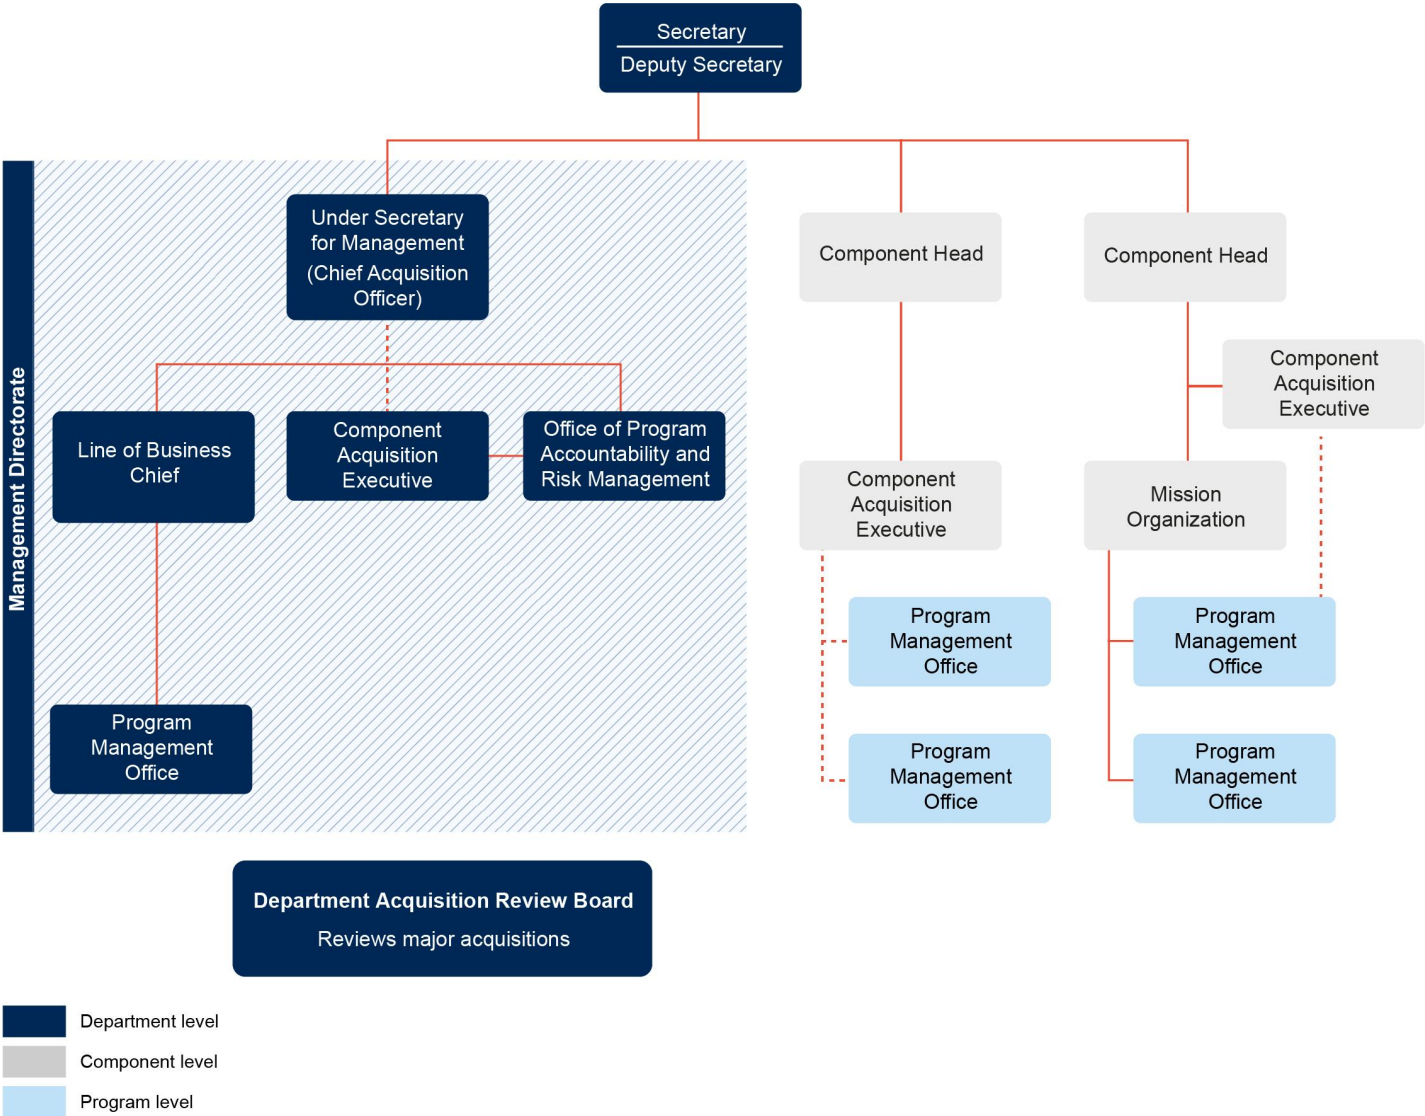 Secretary
Deputy Secretary
Management Directorate
Under Secretary
for Management
(Chief Acquisition
Officer)
Line of Business
Chief
Component
Acquisition
Executive
Office of Program
Accountability and
Risk Management
Program
Management
Office
Component Head
Component
Acquisition
Executive
Program
Management
Office
Program
Management
Office
Component Head
Component
Acquisition
Executive
Mission
Organization
Program
Management
Office
Program
Management
Office
Department Acquisition Review Board
Reviews major acquisitions
Department level
Component level
Program level